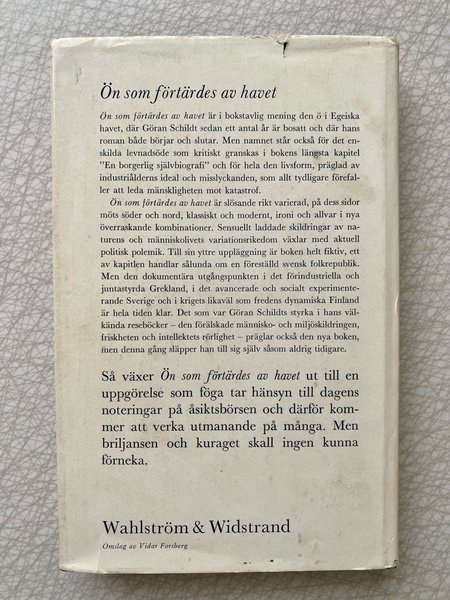 Ön som förtärdes av havet
Ön som förtärdes av havet är i bokstavlig mening den ö i Egeiska
havet, där Göran Schildt sedan ett antal år är bosatt och där hans
roman både börjar och slutar. Men namnet står också för det en-
skilda levnadsöde som kritiskt granskas i bokens längsta kapitel
"En borgerlig självbiografi" och för hela den livsform, präglad av
industriålderns ideal och misslyckanden, som allt tydligare förefal-
ler att leda mänskligheten mot katastrof.
Ön som förtärdes av havet är slösande rikt varierad, på dess sidor
möts söder och nord, klassiskt och modernt, ironi och allvar i nya
överraskande kombinationer. Sensuellt laddade skildringar av na-
turens och människolivets variationsrikedom växlar med aktuell
politisk polemik. Till sin yttre uppläggning är boken helt fiktiv, ett
av kapitlen handlar sålunda om en föreställd svensk folkrepublik.
Men den dokumentära utgångspunkten i det förindustriella och
juntastyrda Grekland, i det avancerade och socialt experimente-
rande Sverige och i krigets likaväl som fredens dynamiska Finland
är hela tiden klar. Det som var Göran Schildts styrka i hans väl-
kända reseböcker – den förälskade människo- och miljöskildringen,
friskheten och intellektets rörlighet – präglar också den nya boken,
men denna gång släpper han till sig själv såsom aldrig tidigare.
Så växer Ön som förtärdes av havet ut till en
uppgörelse som föga tar hänsyn till dagens
noteringar på åsiktsbörsen och därför kom-
mer att verka utmanande på många. Men
briljansen och kuraget skall ingen kunna
förneka.
Wahlström & Widstrand
Omslag av Vidar Forsberg